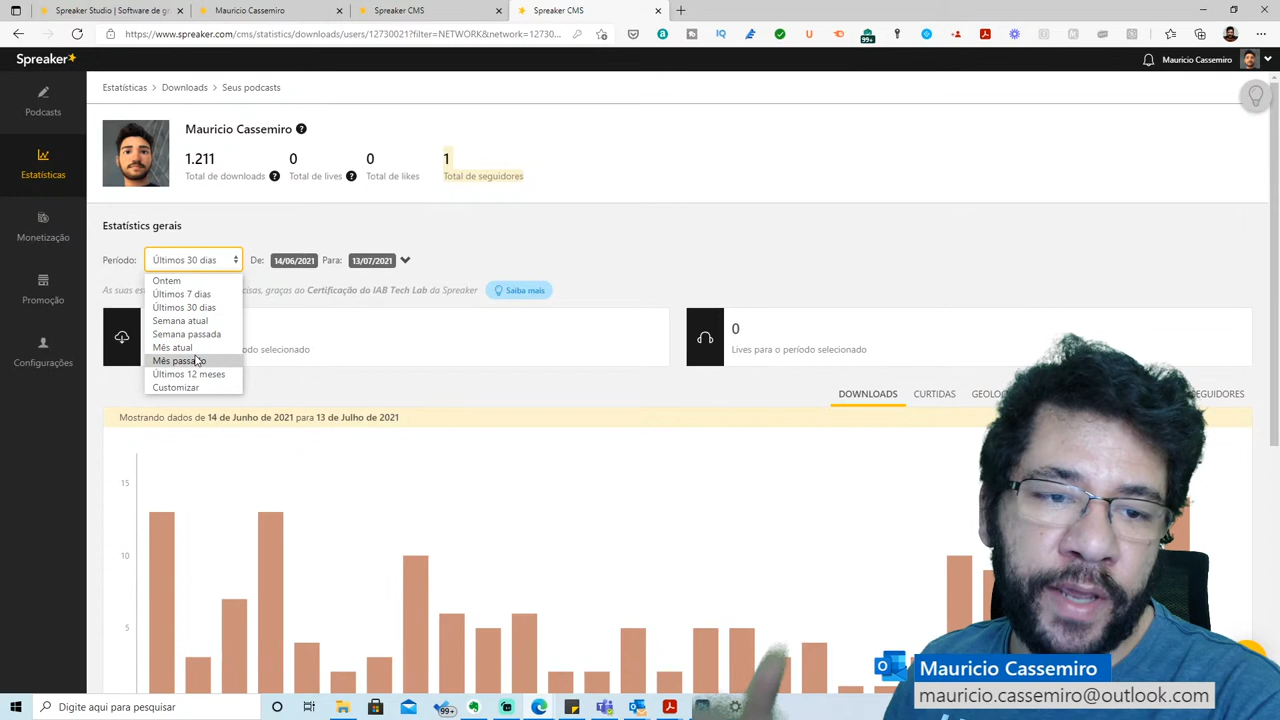 Spreaker Studio | Software de g
Mauricio Cassemiro
Spreaker CMS
Spreaker CMS
https://www.spreaker.com/cms/statistics/downloads/users/12730021?filter=NETWORK&network=12730...
Spreaker
Mauricio Cassemiro
Podcasts
Estatísticas
Monetização
Promoção
Configurações
Estatísticas > Downloads > Seus podcasts
Mauricio Cassemiro
1.211
Total de downloads
0
Total de lives
0
Total de likes
1
Total de seguidores
Estatístics gerais
Período: Últimos 30 dias De: 14/06/2021 Para: 13/07/2021
Ontem
Últimos 7 dias
Últimos 30 dias
Semana atual
Semana passada
Mês atual
Mês passado
Últimos 12 meses
Customizar
As suas es
isas, graças ao Certificação do IAB Tech Lab da Spreaker
Saiba mais
oad para o período selecionado
0
Lives para o período selecionado
DOWNLOADS
CURTIDAS
GEOLO
SEGUIDORES
Mostrando dados de 14 de Junho de 2021 para 13 de Julho de 2021
15
10
5
Mauricio Cassemiro
mauricio.cassemiro@outlook.com
Digite aqui para pesquisar
99+
99+